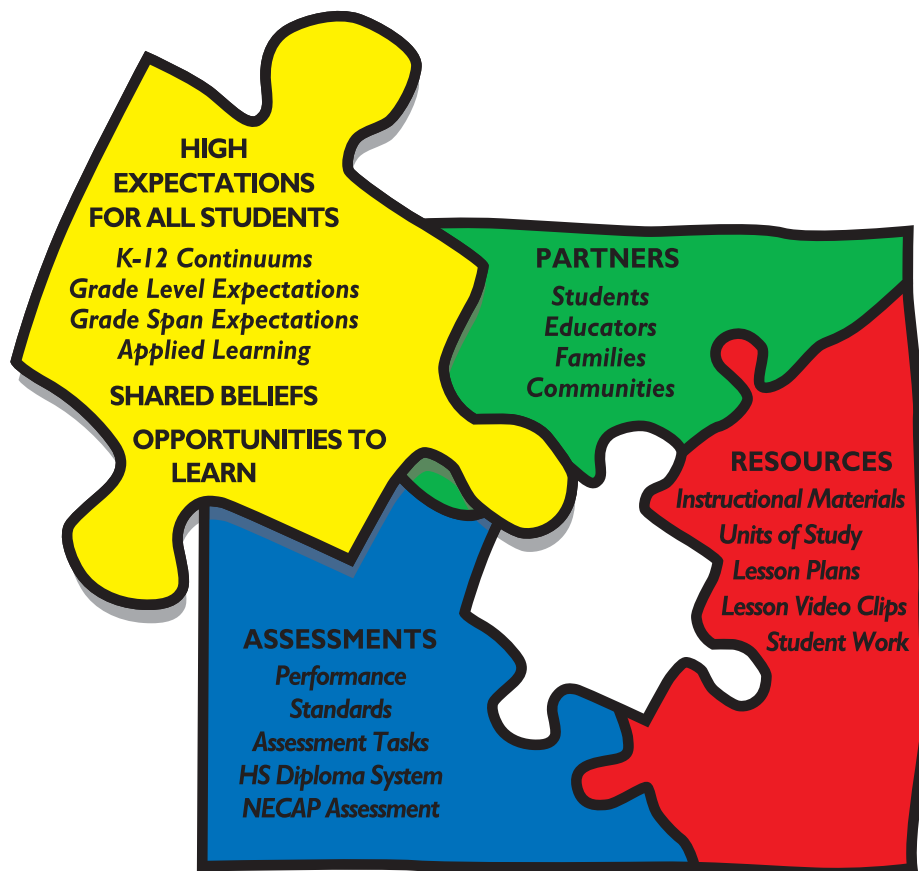 HIGH
EXPECTATIONS
FOR ALL STUDENTS
K-12 Continuums
Grade Level Expectations
Grade Span Expectations
Applied Learning
SHARED BELIEFS
OPPORTUNITIES TO
LEARN
PARTNERS
Students
Educators
Families
Communities
RESOURCES
Instructional Materials
Units of Study
Lesson Plans
Lesson Video Clips
Student Work
ASSESSMENTS
Performance
Standards
Assessment Tasks
HS Diploma System
NECAP Assessment